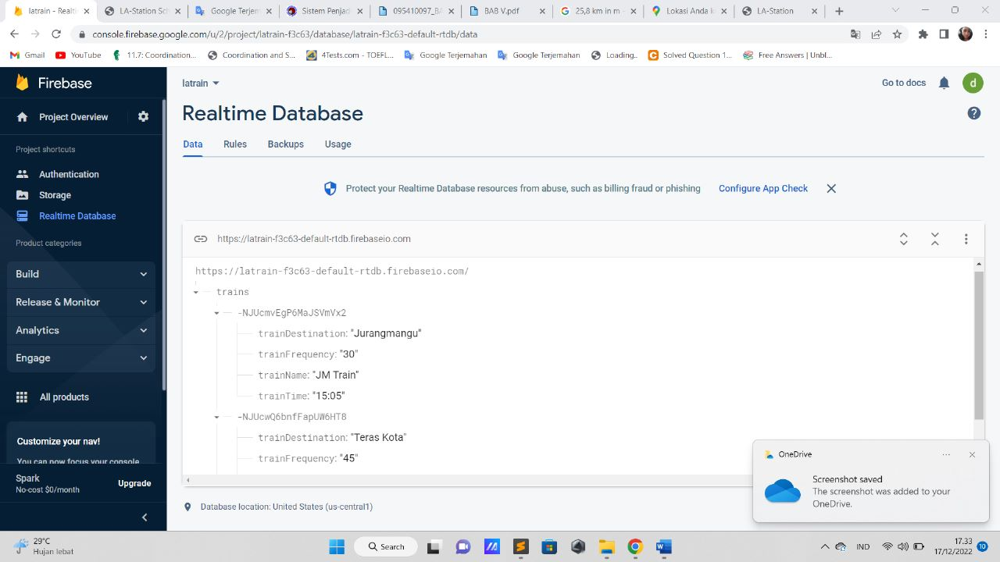 latrain - Realt
LA-Station Sch
Google Terjem
Sistem Penjad
095410097_BA
BAB V.pdf
25,8 km in m -
Lokasi Anda k
LA-Station
console.firebase.google.com/u/2/project/latrain-f3c63/database/latrain-f3c63-default-rtdb/data
Gmail
YouTube
11.7: Coordination...
Coordination and S...
4Tests.com - TOEFL...
Google Terjemahan
Google Terjemahan
Loading..
Solved Question 1...
Free Answers | Unbl...
Firebase
Project Overview
Project shortcuts
Authentication
Storage
Realtime Database
Product categories
Build
Release & Monitor
Analytics
Engage
All products
Customize your nav!
You can now focus your console
Spark
No-cost $0/month
Upgrade
latrain
Go to docs
d
Realtime Database
Data Rules Backups Usage
Protect your Realtime Database resources from abuse, such as billing fraud or phishing
Configure App Check
https://latrain-f3c63-default-rtdb.firebaseio.com
https://latrain-f3c63-default-rtdb.firebaseio.com/
trains
-NJUcmvEgP6MaJSVmVx2
trainDestination: "Jurangmangu"
trainFrequency: "30"
trainName: "JM Train"
trainTime: "15:05"
-NJUcwQ6bnfFapUW6HT8
trainDestination: "Teras Kota"
trainFrequency: "45"
Database location: United States (us-central1)
OneDrive
Screenshot saved
The screenshot was added to your
OneDrive.
29°C
Hujan lebat
Search
IND
17.33
17/12/2022
10